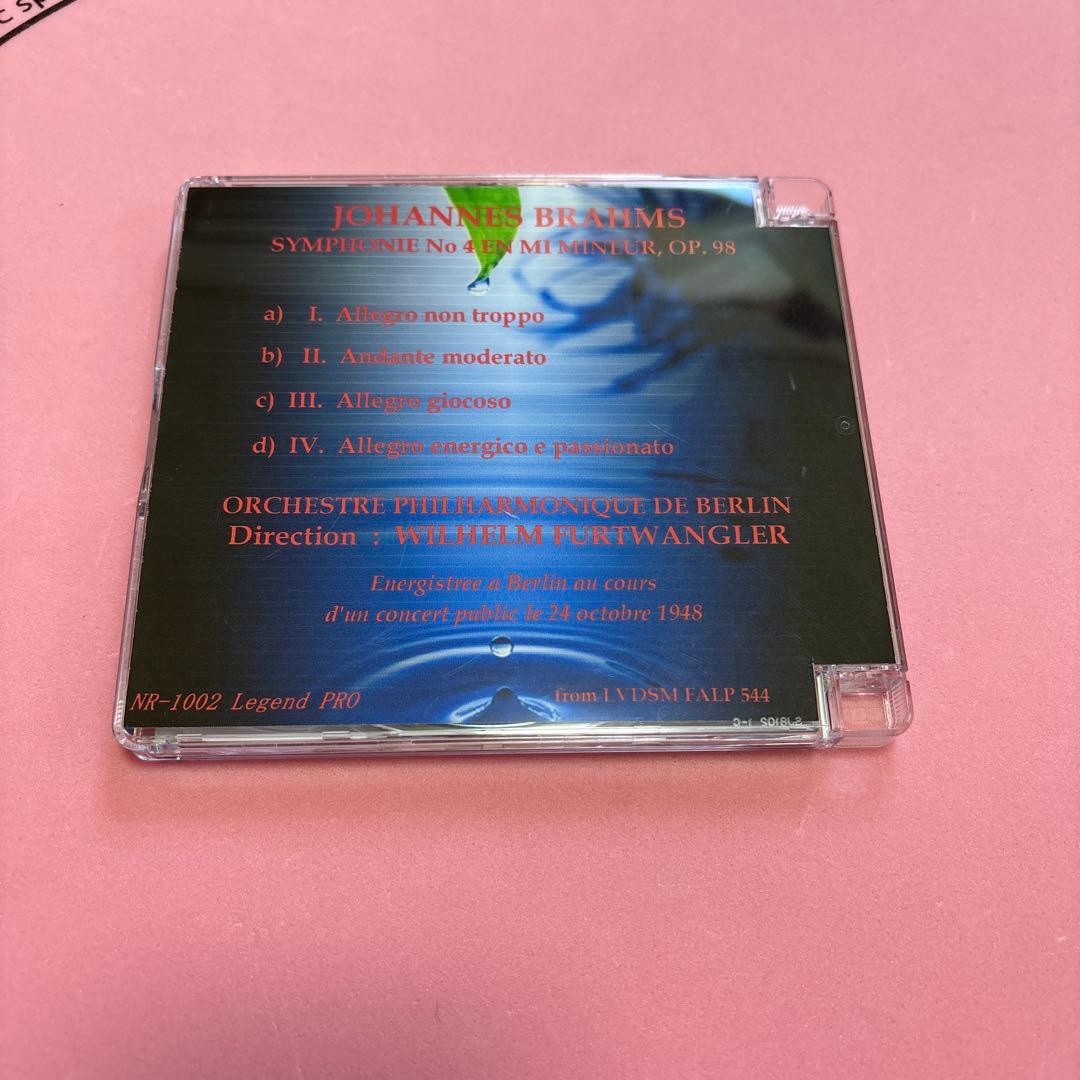 c sp
JOHANNES BRAHMS
SYMPHONIE No 4 EN MI MINEUR, OP. 98
a) I. Allegro non troppo
b) II. Andante moderato
c) III. Allegro giocoso
d) IV. Allegro energico e passionato
ORCHESTRE PHILHARMONIQUE DE BERLIN
Direction : WILHELM FURTWANGLER
Energistree a Berlin au cours
d'un concert public le 24 octobre 1948
NR-1002 Legend PRO
from LVDSM FALP 544